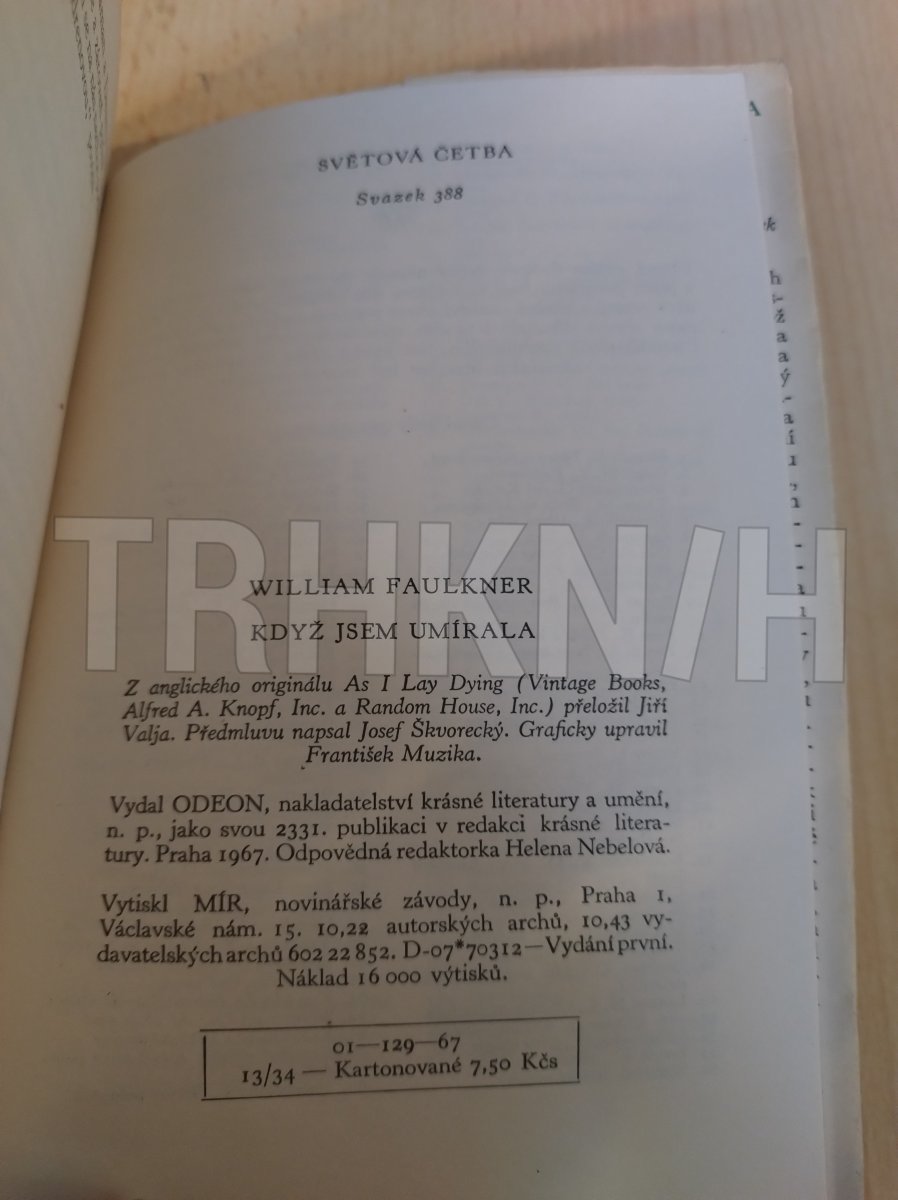 SVĚTOVÁ ČETBA
Svazek 388
TRHKN/H
WILLIAM FAULKNER
KDYŽ JSEM UMÍRALA
Z anglického originálu As I Lay Dying (Vintage Books,
Alfred A. Knopf, Inc. a Random House, Inc.) přeložil Jiří
Valja. Předmluvu napsal Josef Škvorecký. Graficky upravil
František Muzika.
Vydal ODEON, nakladatelství krásné literatury a umění,
n. p., jako svou 2331. publikaci v redakci krásné litera-
tury. Praha 1967. Odpovědná redaktorka Helena Nebelová.
Vytiskl MÍR, novinářské závody, n. p., Praha 1,
Václavské nám. 15. 10,22 autorských archů, 10,43 vy-
davatelských archů 602 22 852. D-07*70312—Vydání první.
Náklad 16 000 výtisků.
01—129—67
13/34 — Kartonované 7,50 Kčs